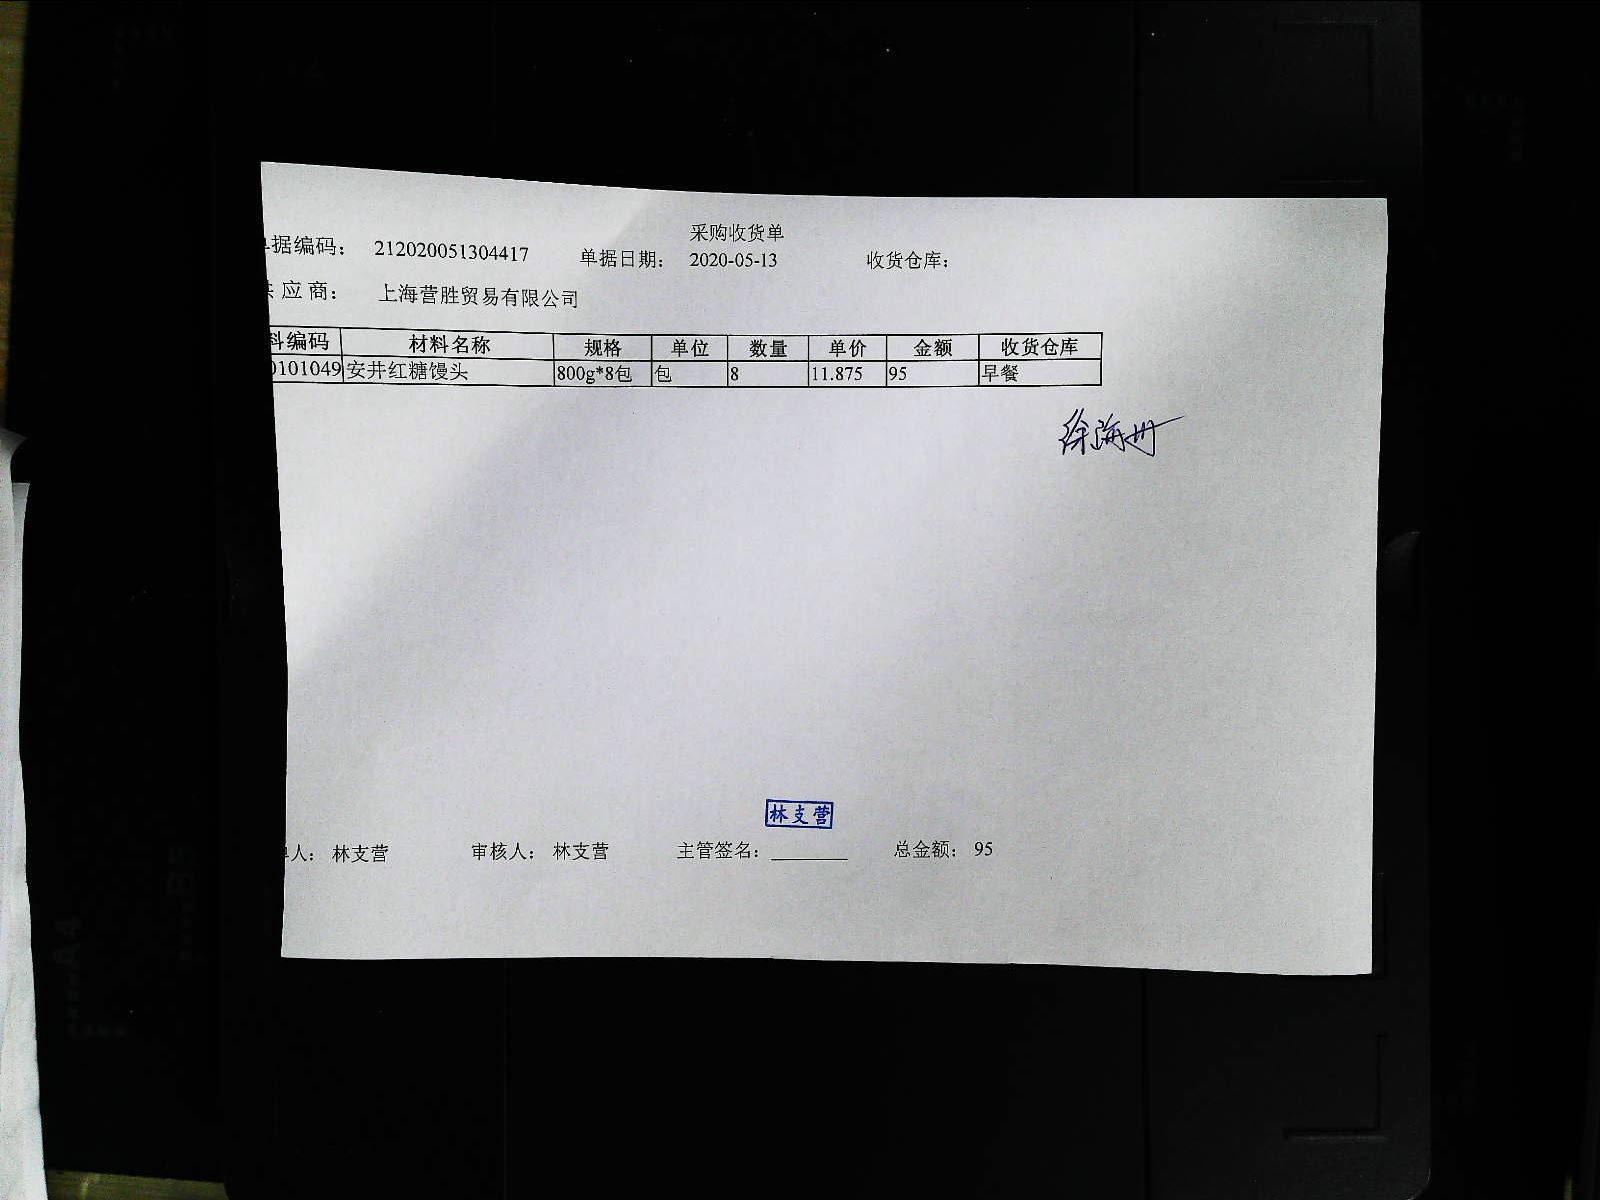 采购收货单
据编码： 212020051304417 单据日期： 2020-05-13 收货仓库：
应商： 上海营胜贸易有限公司
料编码 材料名称 规格 单位 数量 单价 金额 收货仓库
0101049 安井红糖馒头 800g*8包 包 8 11.875 95 早餐
徐海州
林支营
人： 林支营 审核人： 林支营 主管签名： 总金额： 95